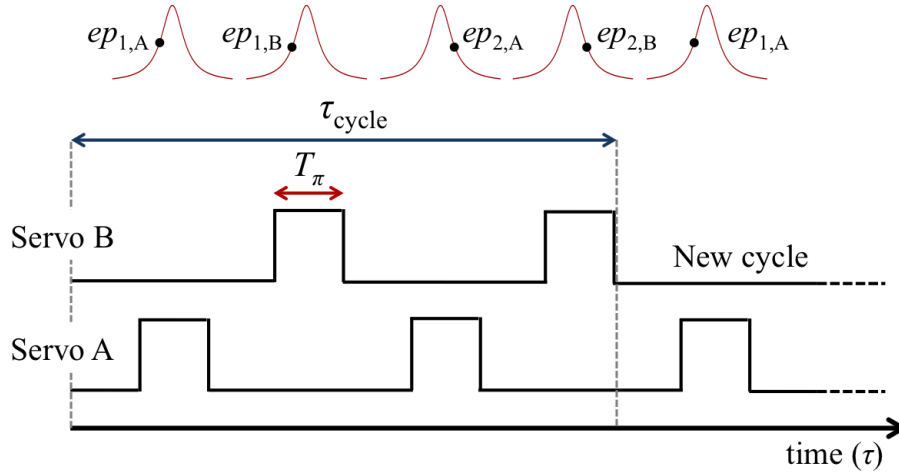 ep1,A ep1,B ep2,A ep2,B ep1,A
τcycle
Tπ
Servo B
New cycle
Servo A
time (τ)